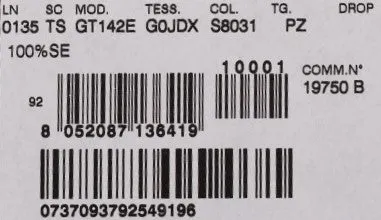 LN SC MOD. TESS. COL. TG. DROP
0135 TS GT142E G0JDX S8031 PZ
100%SE
10001 COMM.N°
19750 B
92
8 052087 136419
0737093792549196